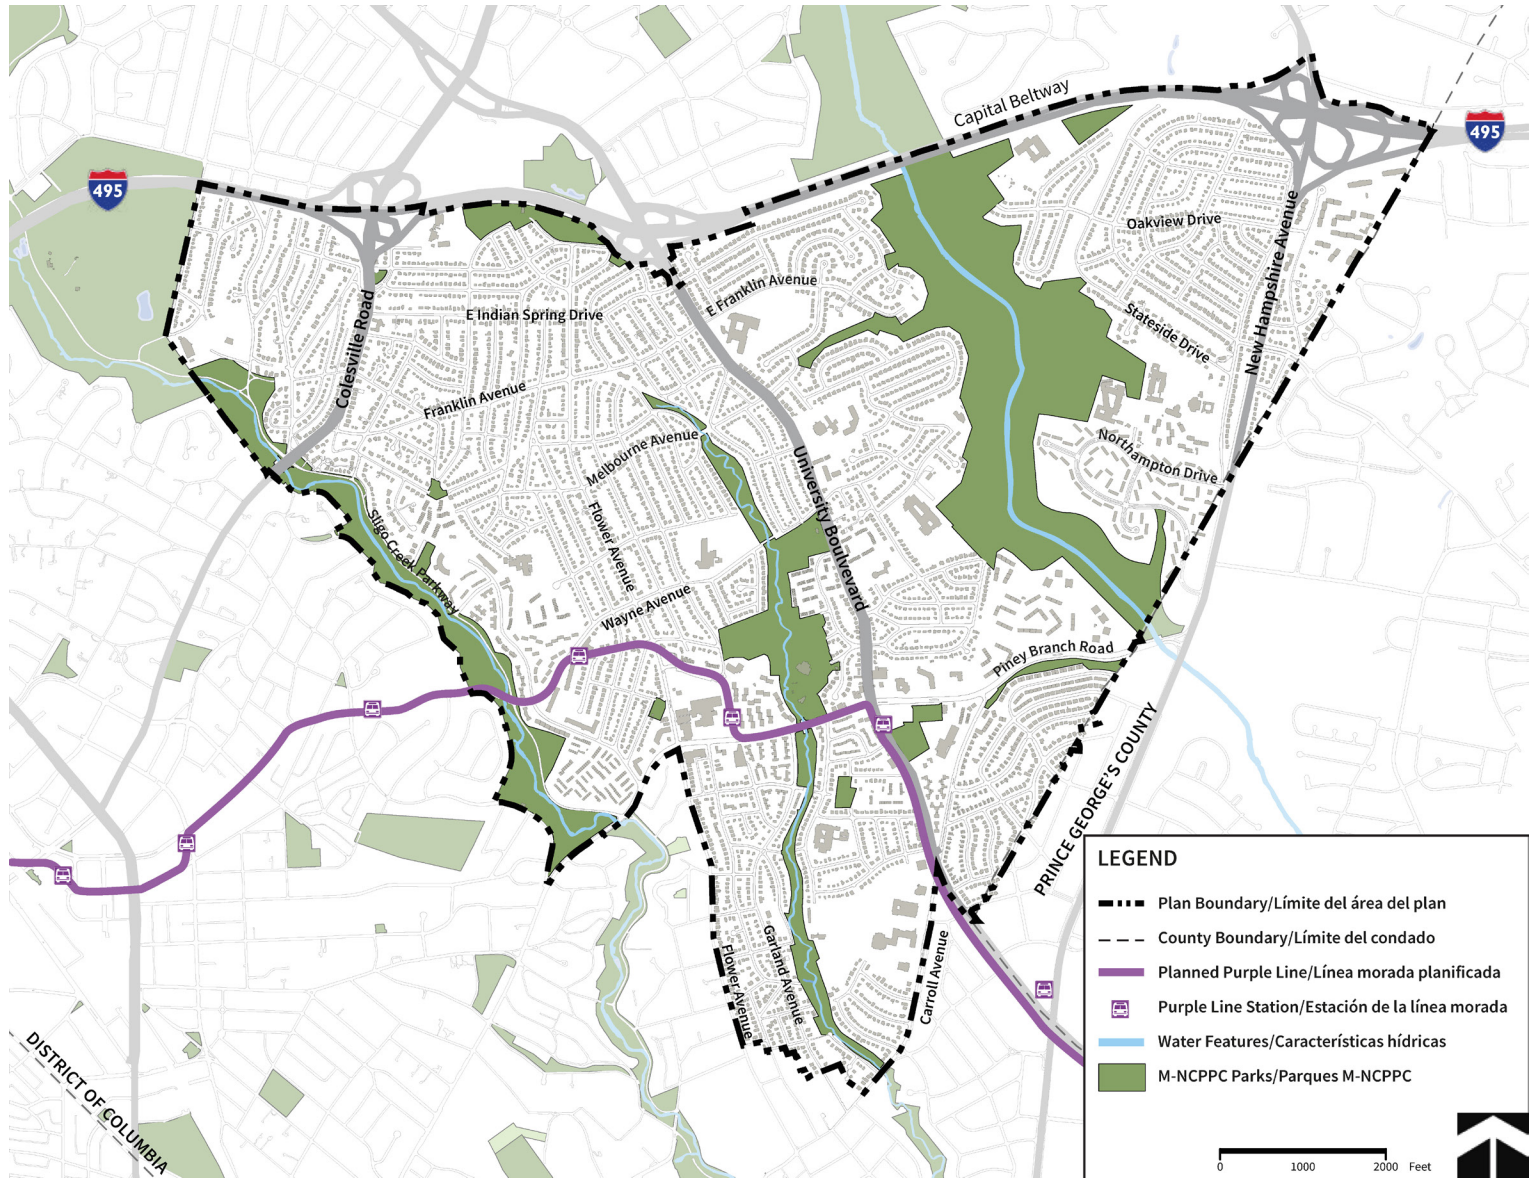 Capital Beltway
495
495
Oakview Drive
New Hampshire Avenue
E Franklin Avenue
E Indian Spring Drive
Colesville Road
Stateside Drive
Franklin Avenue
Melbourne Avenue
Northampton Drive
University Boulvevard
Flower Avenue
Sligo Creek Parkway
Wayne Avenue
Piney Branch Road
PRINCE GEORGE'S COUNTY
Garland Avenue
Flower Avenue
Carroll Avenue
DISTRICT OF COLUMBIA
LEGEND
Plan Boundary/Límite del área del plan
County Boundary/Límite del condado
Planned Purple Line/Línea morada planificada
Purple Line Station/Estación de la línea morada
Water Features/Características hídricas
M-NCPPC Parks/Parques M-NCPPC
0 1000 2000 Feet